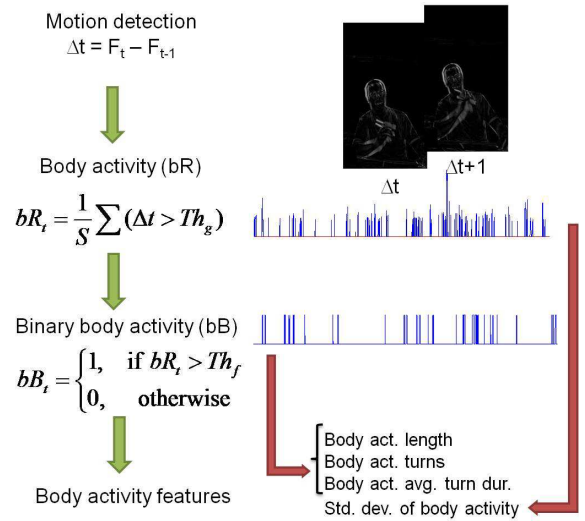 Motion detection
Δt = Fₜ – Fₜ₋₁
Δt
Δt+1
Body activity (bR)
bRₜ = 1/S ∑ (Δt > Th_g)
Binary body activity (bB)
bBₜ = { 1, if bRₜ > Th_f
0, otherwise
Body act. length
Body act. turns
Body act. avg. turn dur.
Std. dev. of body activity
Body activity features